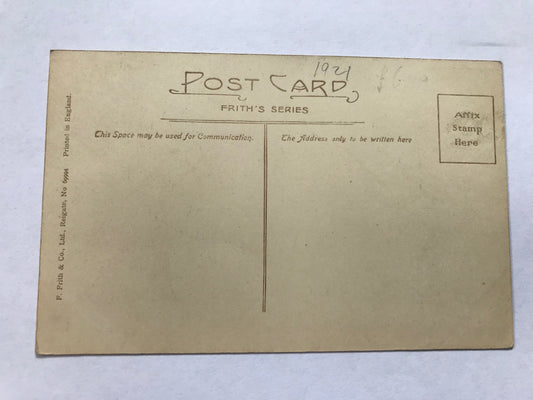 1921
POST CARD
FRITH'S SERIES
This Space may be used for Communication.
The Address only to be written here
Affix
Stamp
Here
F. Frith & Co., Ltd., Reigate, No Printed in England.